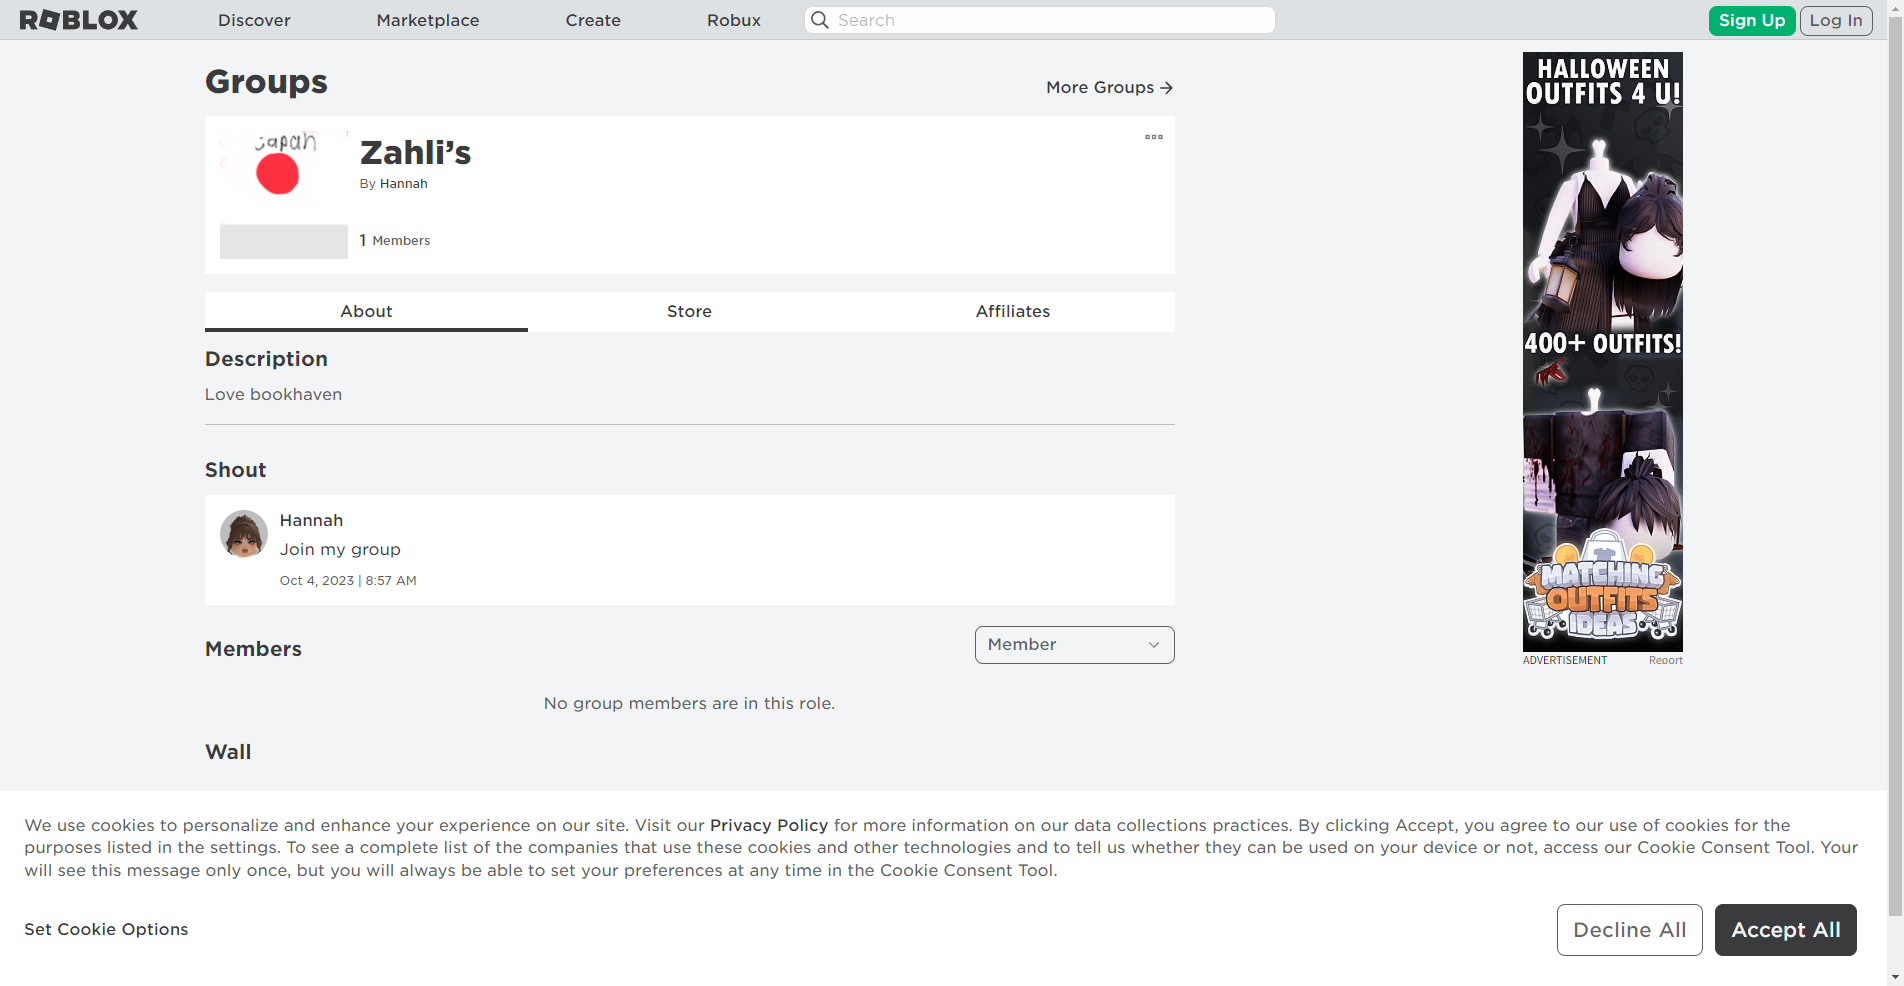 ROBLOX
Discover
Marketplace
Create
Robux
Search
Sign Up
Log In
Groups
More Groups →
Japan
Zahli's
By Hannah
1 Members
About
Store
Affiliates
Description
Love bookhaven
Shout
Hannah
Join my group
Oct 4, 2023 | 8:57 AM
Members
Member
No group members are in this role.
Wall
HALLOWEEN
OUTFITS 4 U!
400+ OUTFITS!
MATCHING
OUTFITS
IDEAS
ADVERTISEMENT
Report
We use cookies to personalize and enhance your experience on our site. Visit our Privacy Policy for more information on our data collections practices. By clicking Accept, you agree to our use of cookies for the
purposes listed in the settings. To see a complete list of the companies that use these cookies and other technologies and to tell us whether they can be used on your device or not, access our Cookie Consent Tool. Your
will see this message only once, but you will always be able to set your preferences at any time in the Cookie Consent Tool.
Set Cookie Options
Decline All
Accept All